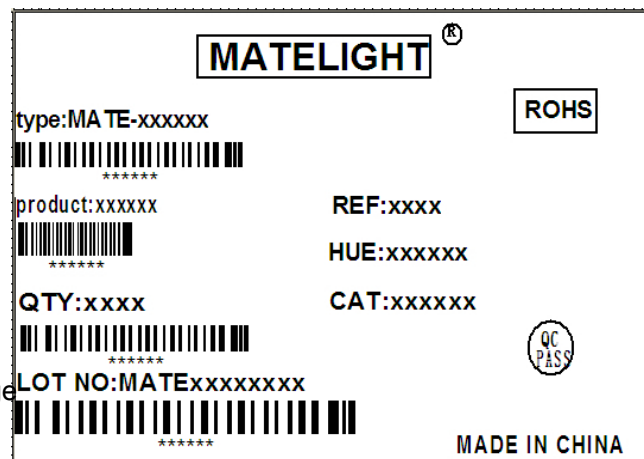 MATELIGHT ®
ROHS
type:MATE-xxxxxx
******
product:xxxxxx
******
REF:xxxx
HUE:xxxxxx
QTY:xxxx
CAT:xxxxxx
******
QC
PASS
LOT NO:MATExxxxxxxx
******
MADE IN CHINA